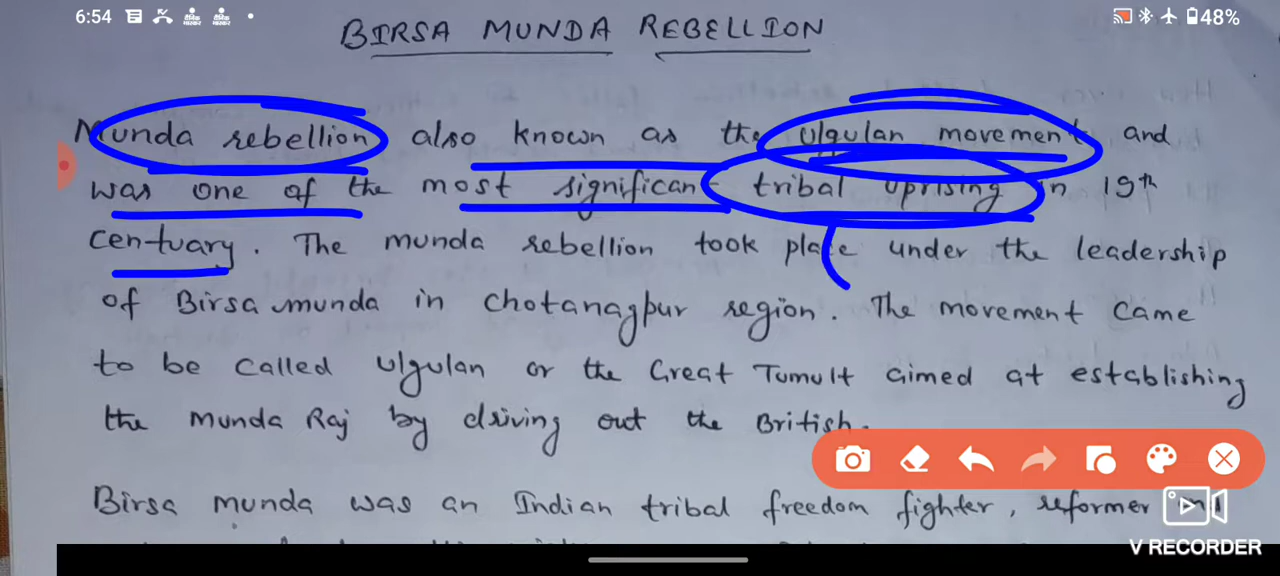 6:54
48%
BIRSA MUNDA REBELLION
Munda rebellion also known as the ulgulan movement and
was one of the most significant tribal uprising in 19th
centuary. The munda rebellion took place under the leadership
of Birsa munda in Chotanagpur region. The movement came
to be called ulgulan or the Great Tumult aimed at establishing
the munda Raj by driving out the British.
Birsa munda was an Indian tribal freedom fighter, reformer
V RECORDER